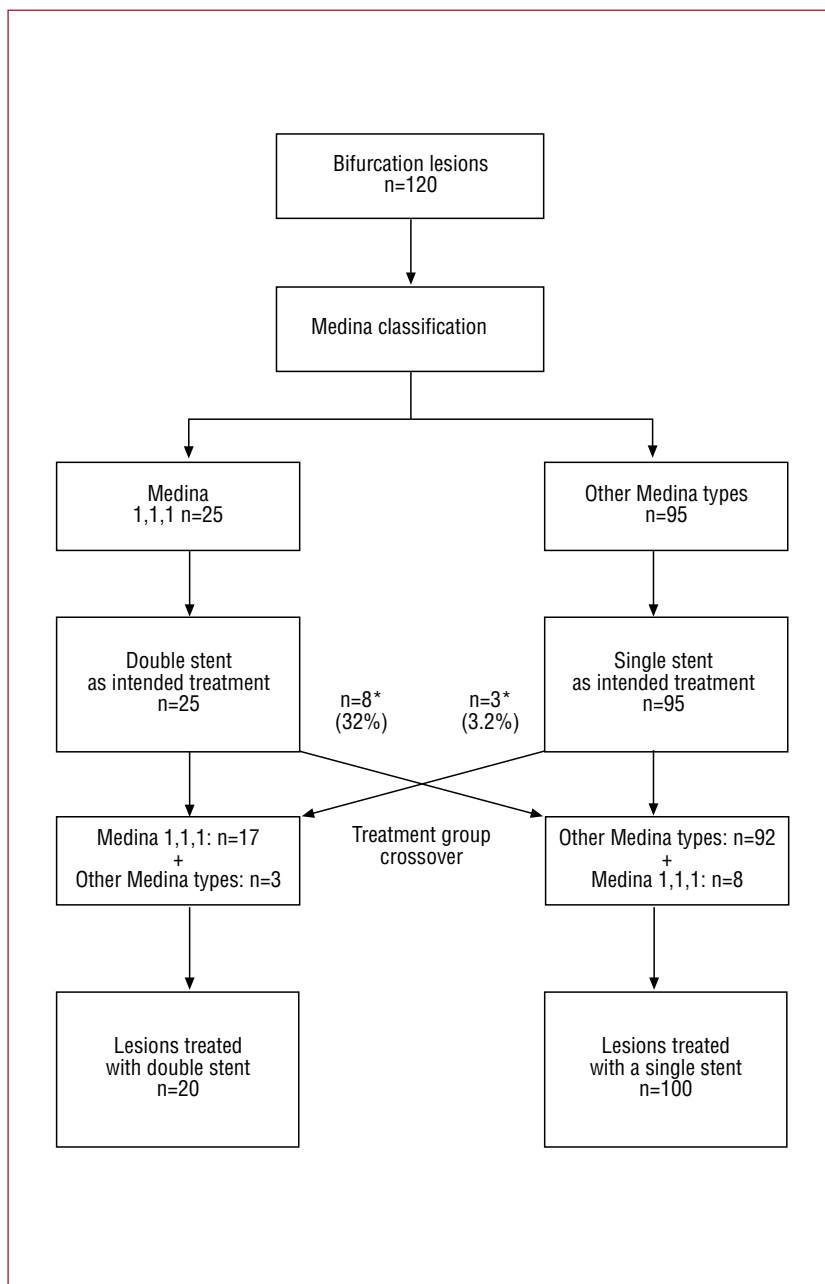 Bifurcation lesions
n=120
Medina classification
Medina
1,1,1 n=25
Other Medina types
n=95
Double stent
as intended treatment
n=25
n=8*
(32%)
n=3*
(3.2%)
Single stent
as intended treatment
n=95
Medina 1,1,1: n=17
+
Other Medina types: n=3
Treatment group
crossover
Other Medina types: n=92
+
Medina 1,1,1: n=8
Lesions treated
with double stent
n=20
Lesions treated
with a single stent
n=100